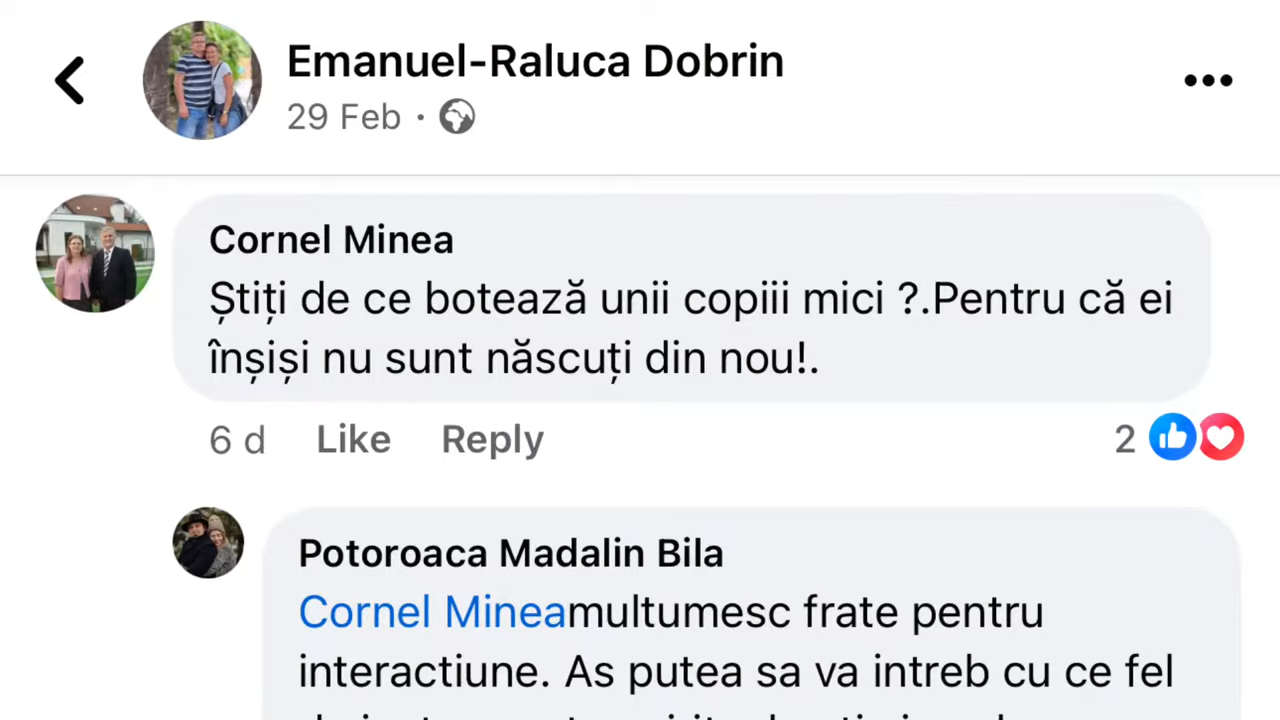 Emanuel-Raluca Dobrin
29 Feb ·
Cornel Minea
Știți de ce botează unii copiii mici ?.Pentru că ei
înșiși nu sunt născuți din nou!.
6 d Like Reply 2
Potoroaca Madalin Bila
Cornel Mineamultumesc frate pentru
interactiune. As putea sa va intreb cu ce fel